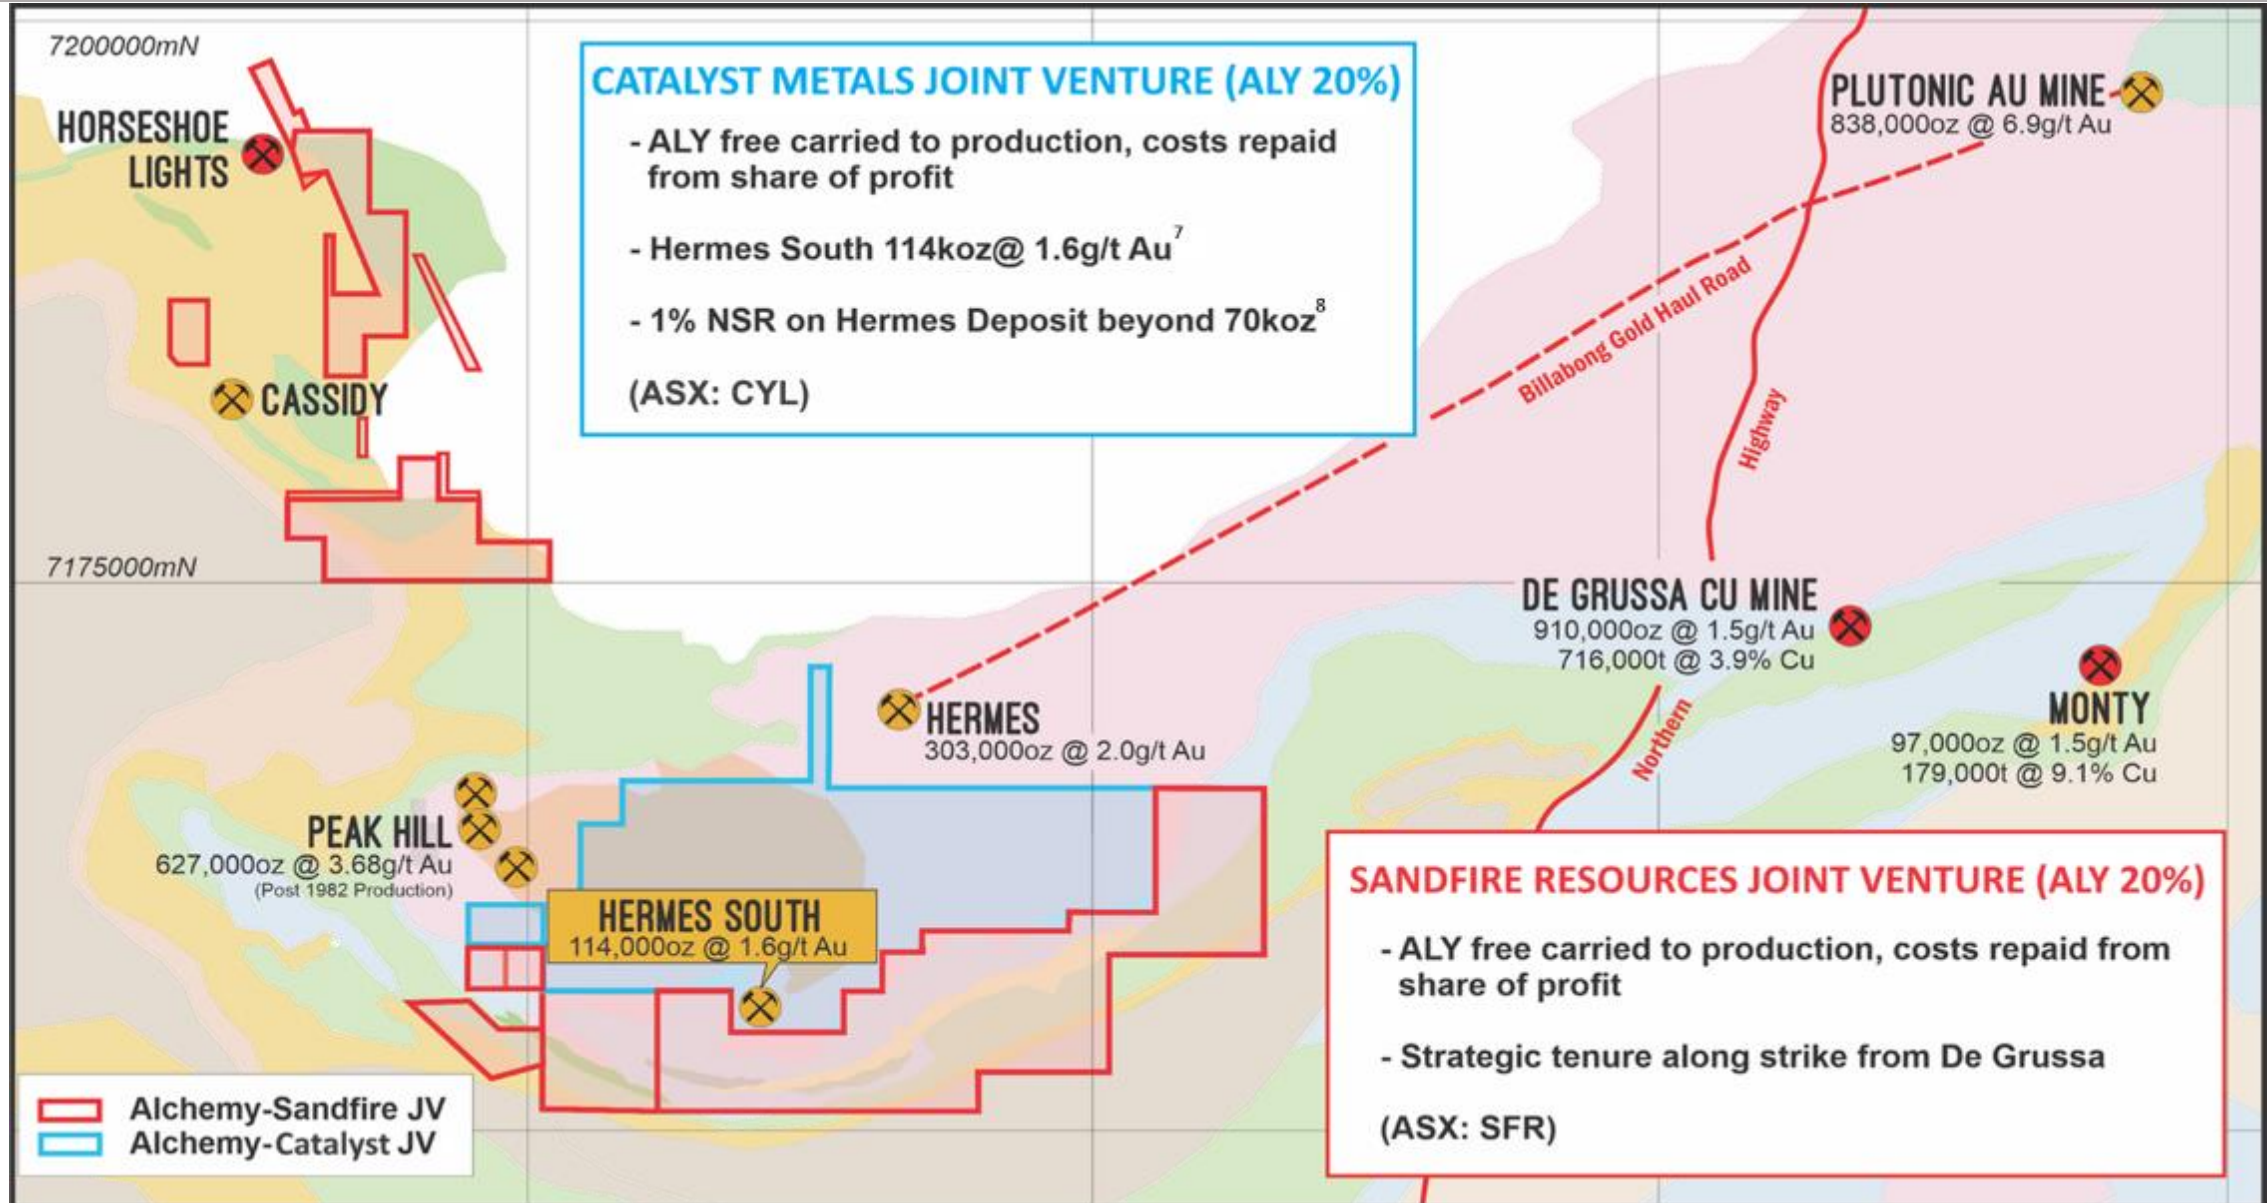 7200000mN
HORSESHOE
LIGHTS
CATALYST METALS JOINT VENTURE (ALY 20%)
- ALY free carried to production, costs repaid
from share of profit
- Hermes South 114koz@ 1.6g/t Au⁷
- 1% NSR on Hermes Deposit beyond 70koz⁸
(ASX: CYL)
PLUTONIC AU MINE
838,000oz @ 6.9g/t Au
Billabong Gold Haul Road
Highway
CASSIDY
7175000mN
DE GRUSSA CU MINE
910,000oz @ 1.5g/t Au
716,000t @ 3.9% Cu
MONTY
97,000oz @ 1.5g/t Au
179,000t @ 9.1% Cu
Northern
HERMES
303,000oz @ 2.0g/t Au
PEAK HILL
627,000oz @ 3.68g/t Au
(Post 1982 Production)
HERMES SOUTH
114,000oz @ 1.6g/t Au
SANDFIRE RESOURCES JOINT VENTURE (ALY 20%)
- ALY free carried to production, costs repaid from
share of profit
- Strategic tenure along strike from De Grussa
(ASX: SFR)
Alchemy-Sandfire JV
Alchemy-Catalyst JV